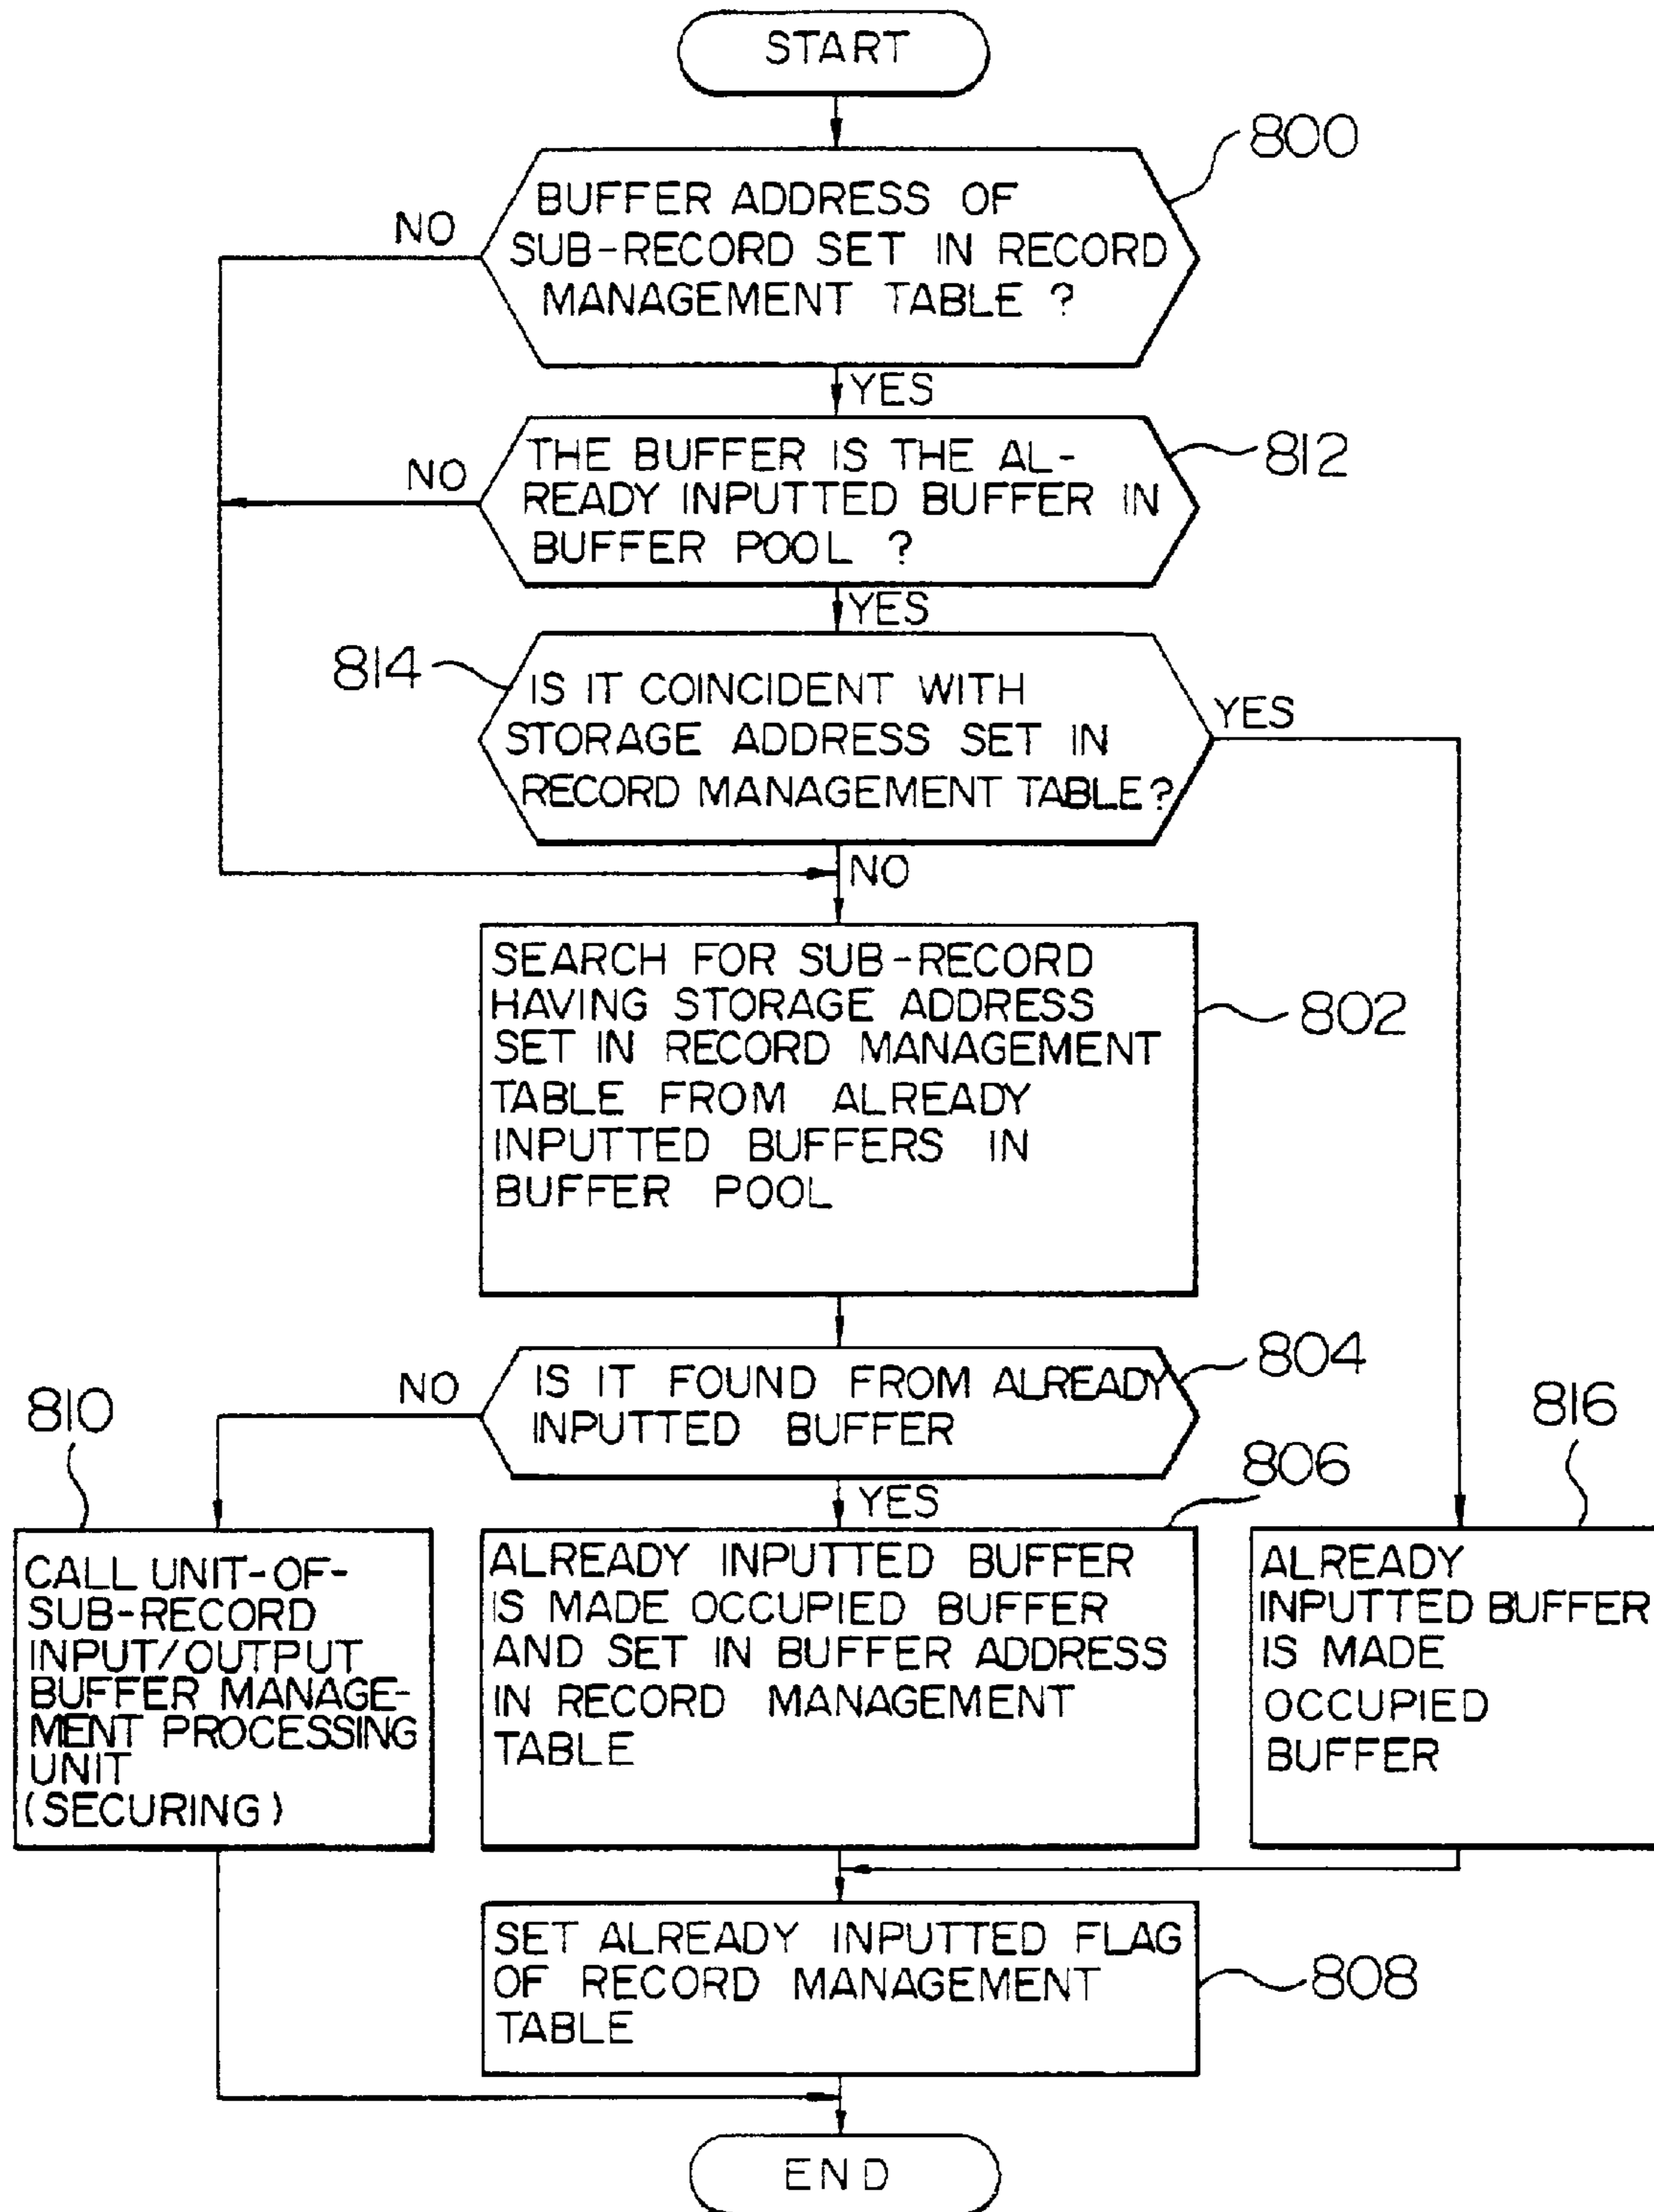 START
800
BUFFER ADDRESS OF
SUB-RECORD SET IN RECORD
MANAGEMENT TABLE ?
NO
YES
812
THE BUFFER IS THE AL-
READY INPUTTED BUFFER IN
BUFFER POOL ?
NO
YES
814
IS IT COINCIDENT WITH
STORAGE ADDRESS SET IN
RECORD MANAGEMENT TABLE?
YES
NO
SEARCH FOR SUB-RECORD
HAVING STORAGE ADDRESS
SET IN RECORD MANAGEMENT
TABLE FROM ALREADY
INPUTTED BUFFERS IN
BUFFER POOL
802
804
IS IT FOUND FROM ALREADY
INPUTTED BUFFER
NO
YES
810
CALL UNIT-OF-
SUB-RECORD
INPUT/OUTPUT
BUFFER MANAGE-
MENT PROCESSING
UNIT
(SECURING)
806
ALREADY INPUTTED BUFFER
IS MADE OCCUPIED BUFFER
AND SET IN BUFFER ADDRESS
IN RECORD MANAGEMENT
TABLE
816
ALREADY
INPUTTED BUFFER
IS MADE
OCCUPIED
BUFFER
SET ALREADY INPUTTED FLAG
OF RECORD MANAGEMENT
TABLE
808
END